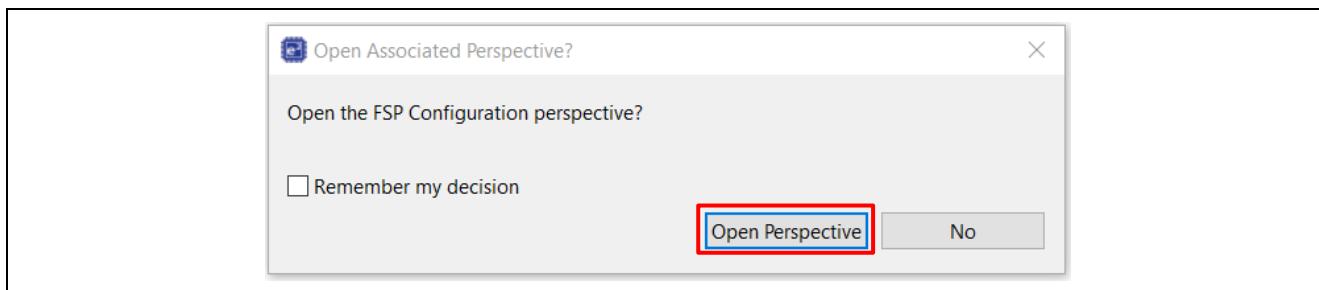 Open Associated Perspective?
Open the FSP Configuration perspective?
Remember my decision
Open Perspective No